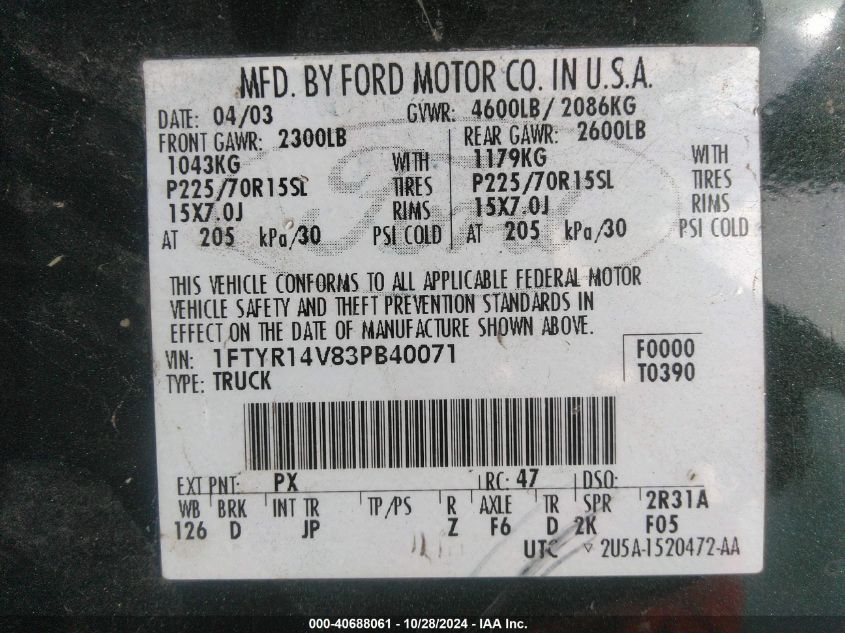 MFD. BY FORD MOTOR CO. IN U.S.A.
DATE: 04/03 GVWR: 4600LB/ 2086KG
FRONT GAWR: 2300LB REAR GAWR: 2600LB
1043KG WITH 1179KG WITH
P225/70R15SL TIRES P225/70R15SL TIRES
15X7.0J RIMS 15X7.0J RIMS
AT 205 kPa/30 PSI COLD AT 205 kPa/30 PSI COLD
Ford
THIS VEHICLE CONFORMS TO ALL APPLICABLE FEDERAL MOTOR
VEHICLE SAFETY AND THEFT PREVENTION STANDARDS IN
EFFECT ON THE DATE OF MANUFACTURE SHOWN ABOVE.
VIN: 1FTYR14V83PB40071 F0000
TYPE: TRUCK T0390
EXT PNT: PX RC: 47 DSO:
WB BRK INT TR TP/PS R AXLE TR SPR 2R31A
126 D JP Z F6 D 2K F05
UTC ▽ 2U5A-1520472-AA
000-40688061 - 10/28/2024 - IAA Inc.